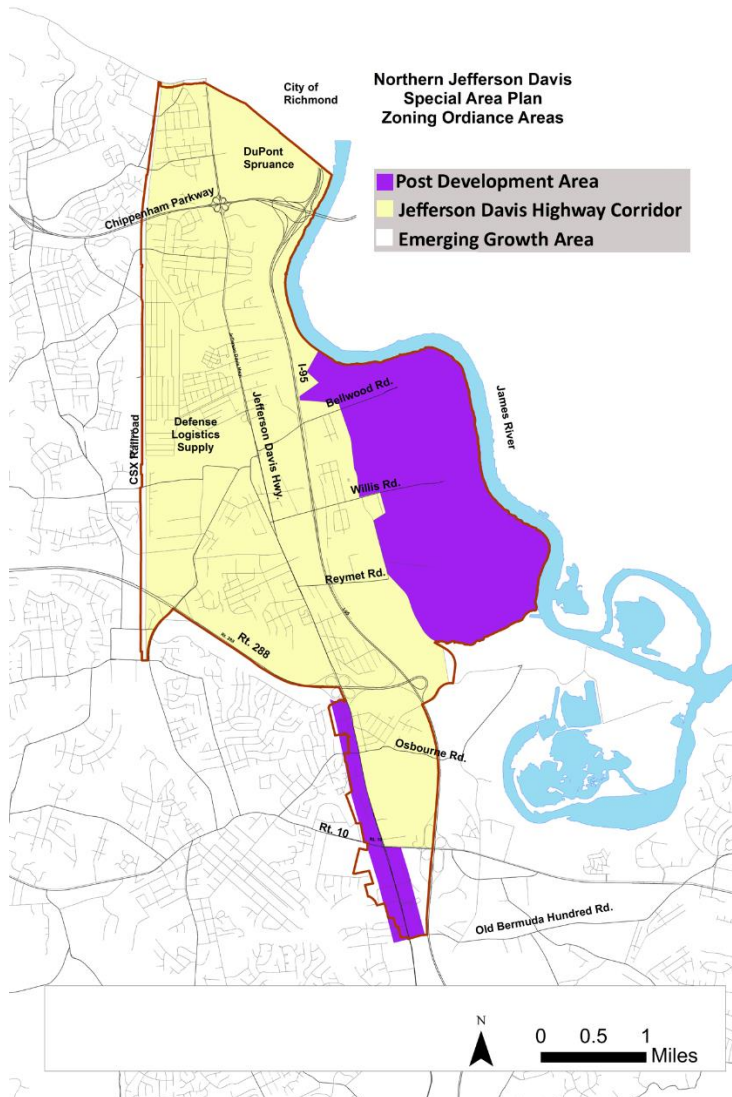 City of
Richmond
Northern Jefferson Davis
Special Area Plan
Zoning Ordiance Areas
DuPont
Spruance
Post Development Area
Jefferson Davis Highway Corridor
Emerging Growth Area
Chippenham Parkway
I-95
Bellwood Rd.
James River
Jefferson Davis Hwy.
Defense
Logistics
Supply
CSX Railroad
Willis Rd.
Reymet Rd.
Rt. 288
Osbourne Rd.
Rt. 10
Old Bermuda Hundred Rd.
N
0 0.5 1
Miles